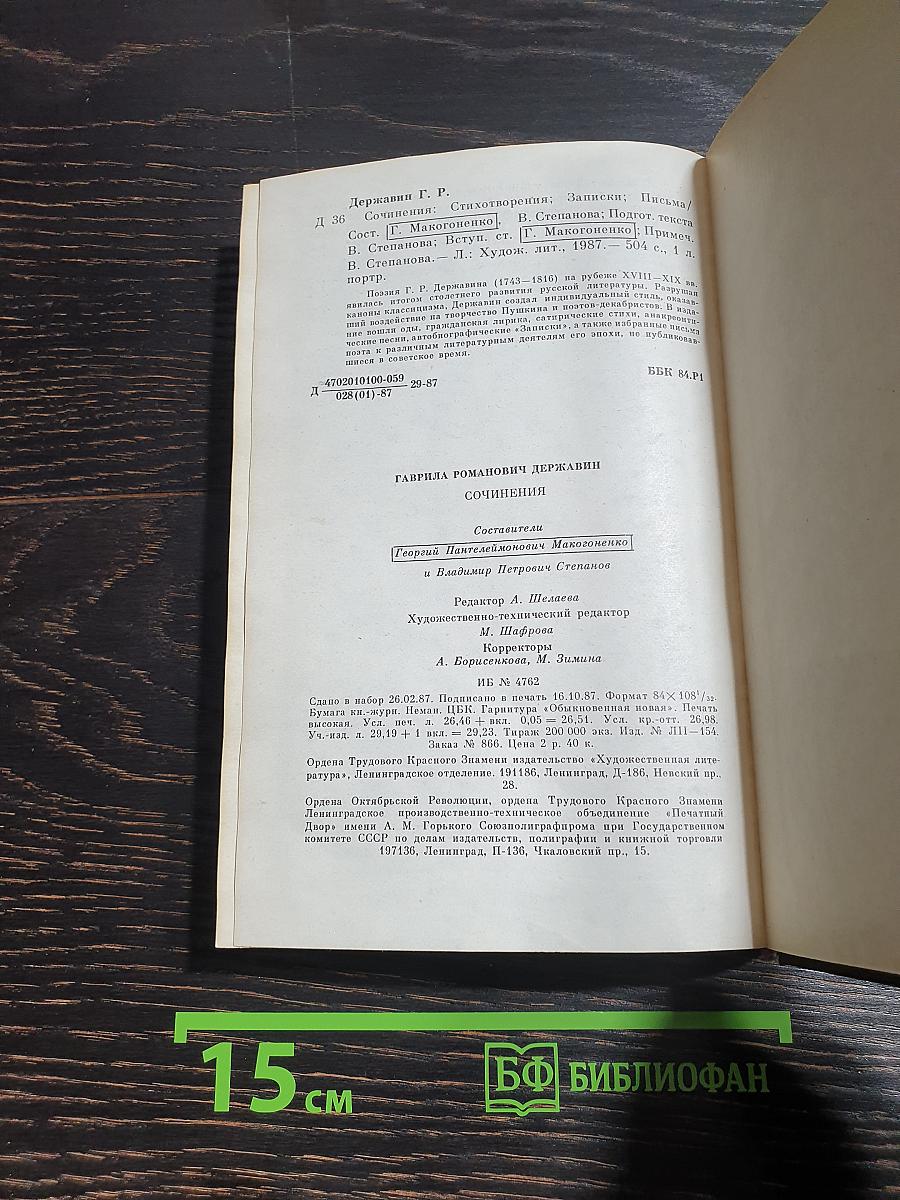 Державин Г. Р.
Д 36 Сочинения; Стихотворения; Записки; Письма/
Сост. Г. Макогоненко, В. Степанова; Подгот. текста
В. Степанова; Вступ. ст. Г. Макогоненко; Примеч.
В. Степанова.— Л.: Худож. лит., 1987.— 504 с., 1 л.
портр.
Поэзия Г. Р. Державина (1743—1816) на рубеже XVIII—XIX вв.
явилась итогом столетнего развития русской литературы. Разрушая
каноны классицизма, Державин создал индивидуальный стиль, оказав-
ший воздействие на творчество Пушкина и поэтов-декабристов. В изда-
ние вошли оды, гражданская лирика, сатирические стихи, анакреонти-
ческие песни, автобиографические «Записки», а также избранные письма
поэта к различным литературным деятелям его эпохи, не публиковав-
шиеся в советское время.
Д 4702010100-059
028(01)-87 29-87
ББК 84.Р1
ГАВРИЛА РОМАНОВИЧ ДЕРЖАВИН
СОЧИНЕНИЯ
Составители
Георгий Пантелеймонович Макогоненко
и Владимир Петрович Степанов
Редактор А. Шелаева
Художественно-технический редактор
М. Шафрова
Корректоры
А. Борисенкова, М. Зимина
ИБ № 4762
Сдано в набор 26.02.87. Подписано в печать 16.10.87. Формат 84×108¹/₃₂.
Бумага кн.-журн. Неман. ЦБК. Гарнитура «Обыкновенная новая». Печать
высокая. Усл. печ. л. 26,46 + вкл. 0,05 = 26,51. Усл. кр.-отт. 26,98.
Уч.-изд. л. 29,19 + 1 вкл. = 29,23. Тираж 200 000 экз. Изд. № ЛII—154.
Заказ № 866. Цена 2 р. 40 к.
Ордена Трудового Красного Знамени издательство «Художественная лите-
ратура», Ленинградское отделение. 191186, Ленинград, Д-186, Невский пр.,
28.
Ордена Октябрьской Революции, ордена Трудового Красного Знамени
Ленинградское производственно-техническое объединение «Печатный
Двор» имени А. М. Горького Союзполиграфпрома при Государственном
комитете СССР по делам издательств, полиграфии и книжной торговли
197136, Ленинград, П-136, Чкаловский пр., 15.
15 см
БФ БИБЛИОФАН